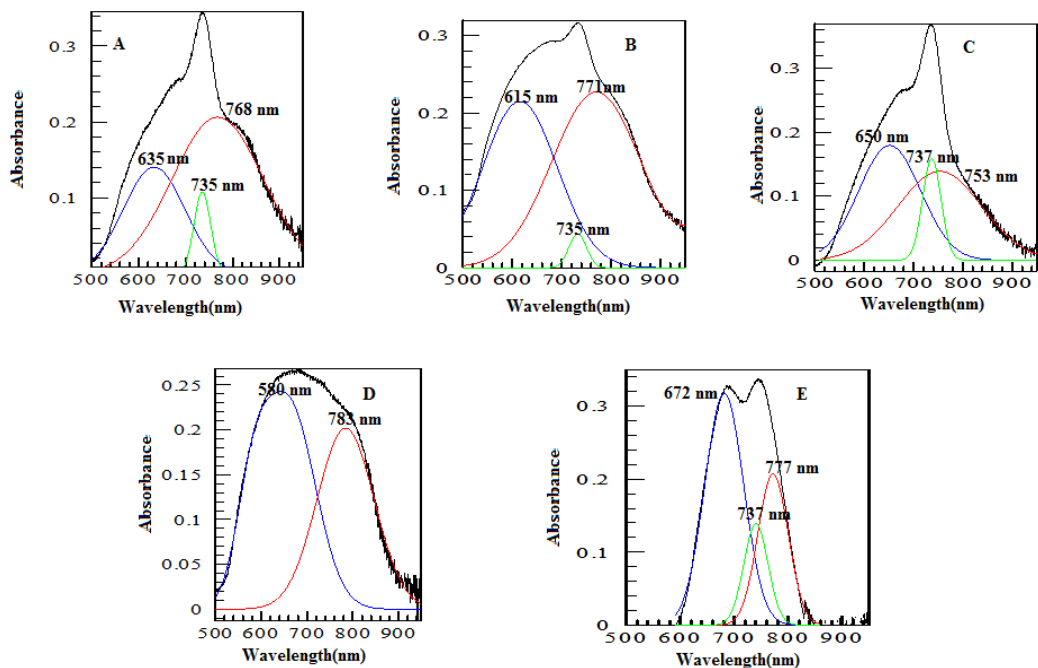 A
0.3
0.2
0.1
Absorbance
768 nm
635 nm
735 nm
500 600 700 800 900
Wavelength(nm)
B
0.3
0.2
0.1
0
Absorbance
615 nm
771nm
735 nm
500 600 700 800 900
Wavelength(nm)
C
0.3
0.2
0.1
0
Absorbance
650 nm
737 nm
753 nm
500 600 700 800 900
Wavelength(nm)
D
0.25
0.2
0.15
0.1
0.05
0
Absorbance
580 nm
783 nm
500 600 700 800 900
Wavelength(nm)
E
0.3
0.2
0.1
0
Absorbance
672 nm
777 nm
737 nm
500 600 700 800 900
Wavelength(nm)